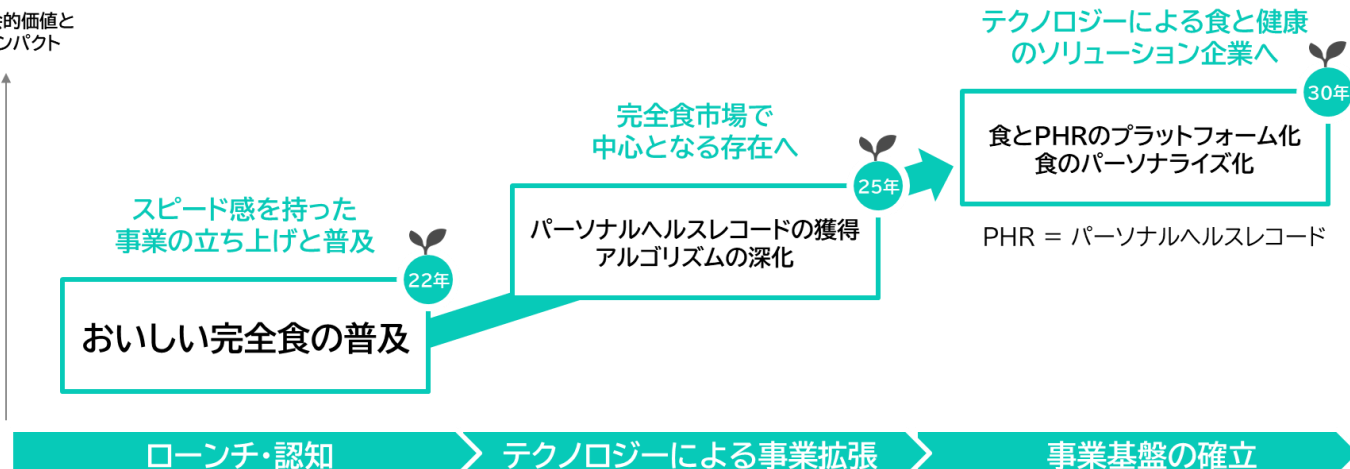 的価値と
ンパクト
テクノロジーによる食と健康
のソリューション企業へ
30年
食とPHRのプラットフォーム化
食のパーソナライズ化
PHR = パーソナルヘルスレコード
完全食市場で
中心となる存在へ
25年
パーソナルヘルスレコードの獲得
アルゴリズムの深化
スピード感を持った
事業の立ち上げと普及
22年
おいしい完全食の普及
ローンチ・認知
テクノロジーによる事業拡張
事業基盤の確立